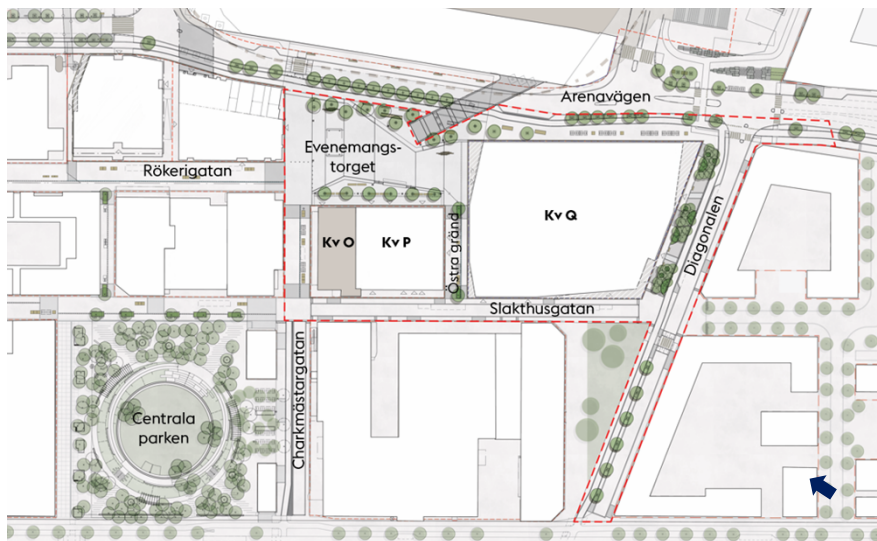 Arenavägen
Evenemangs-
torget
Rökerigatan
Kv O
Kv P
Östra gränd
Kv Q
Diagonalen
Slakthusgatan
Charkmästargatan
Centrala
parken